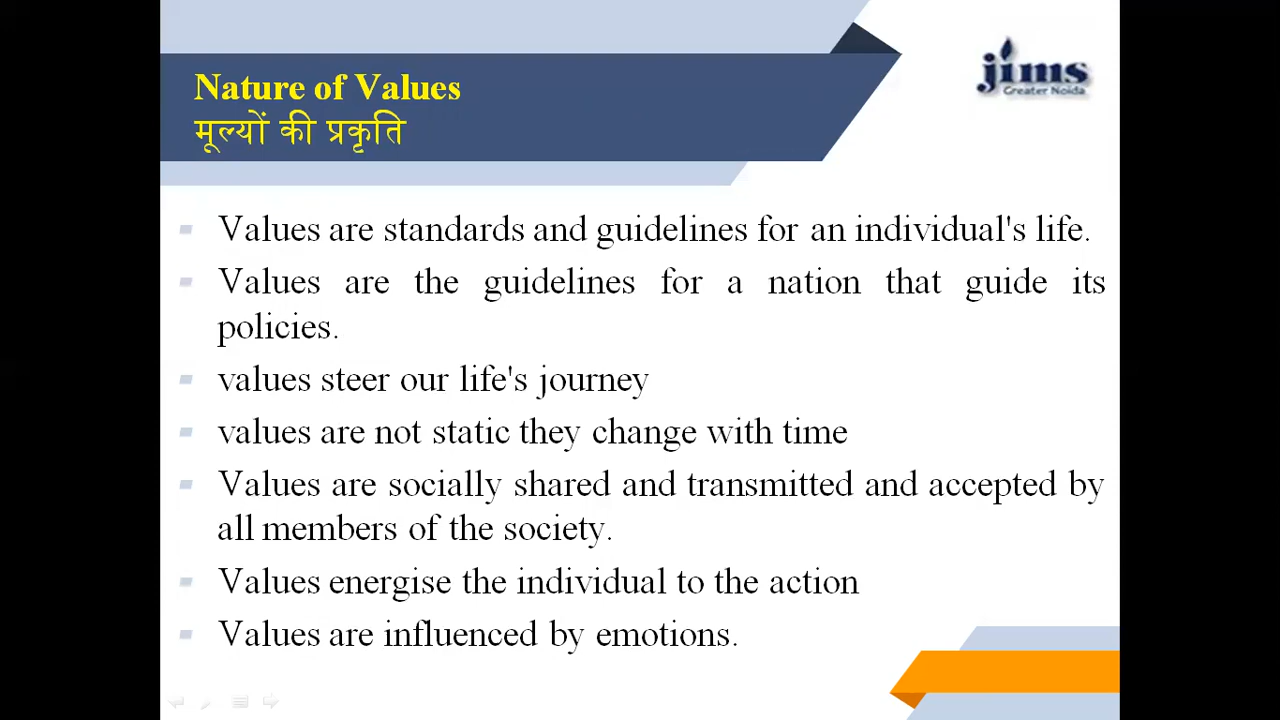 Nature of Values
मूल्यों की प्रकृति
jims
Greater Noida
Values are standards and guidelines for an individual's life.
Values are the guidelines for a nation that guide its
policies.
values steer our life's journey
values are not static they change with time
Values are socially shared and transmitted and accepted by
all members of the society.
Values energise the individual to the action
Values are influenced by emotions.